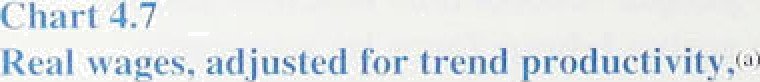 Chart 4.7
Real wages, adjusted for trend productivity,(a)